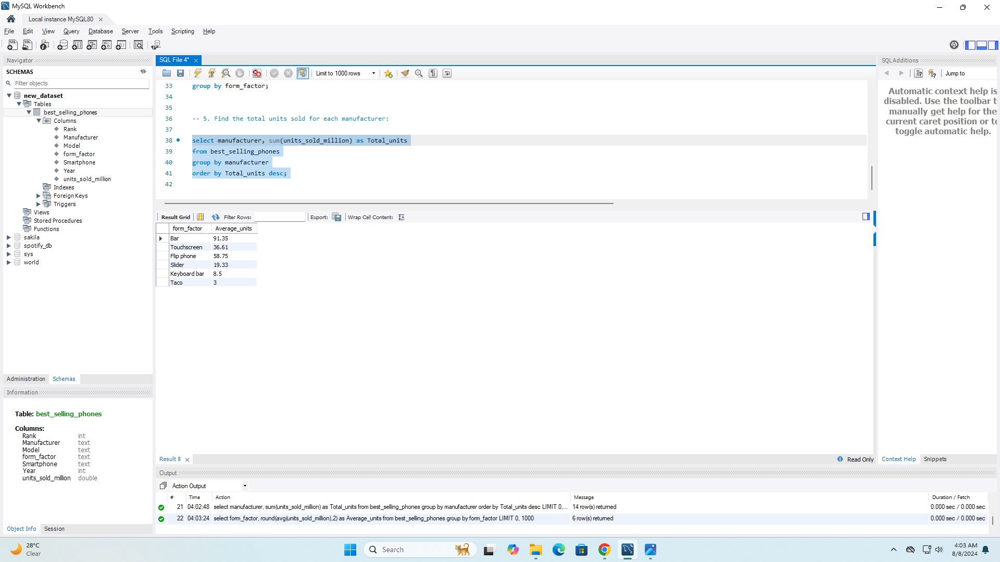 MySQL Workbench
Local instance MySQL80
File Edit View Query Database Server Tools Scripting Help
Navigator
SCHEMAS
Filter objects
new_dataset
Tables
best_selling_phones
Columns
Rank
Manufacturer
Model
form_factor
Smartphone
Year
units_sold_million
Indexes
Foreign Keys
Triggers
Views
Stored Procedures
Functions
sakila
spotify_db
sys
world
Administration Schemas
Information
Table: best_selling_phones
Columns:
Rank int
Manufacturer text
Model text
form_factor text
Smartphone text
Year int
units_sold_million double
Object Info Session
SQL File 4*
Limit to 1000 rows
33 group by form_factor;
34
35
36 -- 5. Find the total units sold for each manufacturer:
37
38 select manufacturer, sum(units_sold_million) as Total_units
39 from best_selling_phones
40 group by manufacturer
41 order by Total_units desc;
42
Result Grid Filter Rows: Export: Wrap Cell Content:
form_factor Average_units
Bar 91.35
Touchscreen 36.61
Flip phone 58.75
Slider 19.33
Keyboard bar 8.5
Taco 3
Result 8
Read Only
Output
Action Output
# Time Action Message Duration / Fetch
21 04:02:48 select manufacturer, sum(units_sold_million) as Total_units from best_selling_phones group by manufacturer order by Total_units desc LIMIT 0,... 14 row(s) returned 0.000 sec / 0.000 sec
22 04:03:24 select form_factor, round(avg(units_sold_million),2) as Average_units from best_selling_phones group by form_factor LIMIT 0, 1000 6 row(s) returned 0.000 sec / 0.000 sec
SQLAdditions
Jump to
Automatic context help is
disabled. Use the toolbar t
manually get help for the
current caret position or to
toggle automatic help.
Context Help Snippets
28°C
Clear
Search
4:03 AM
8/8/2024